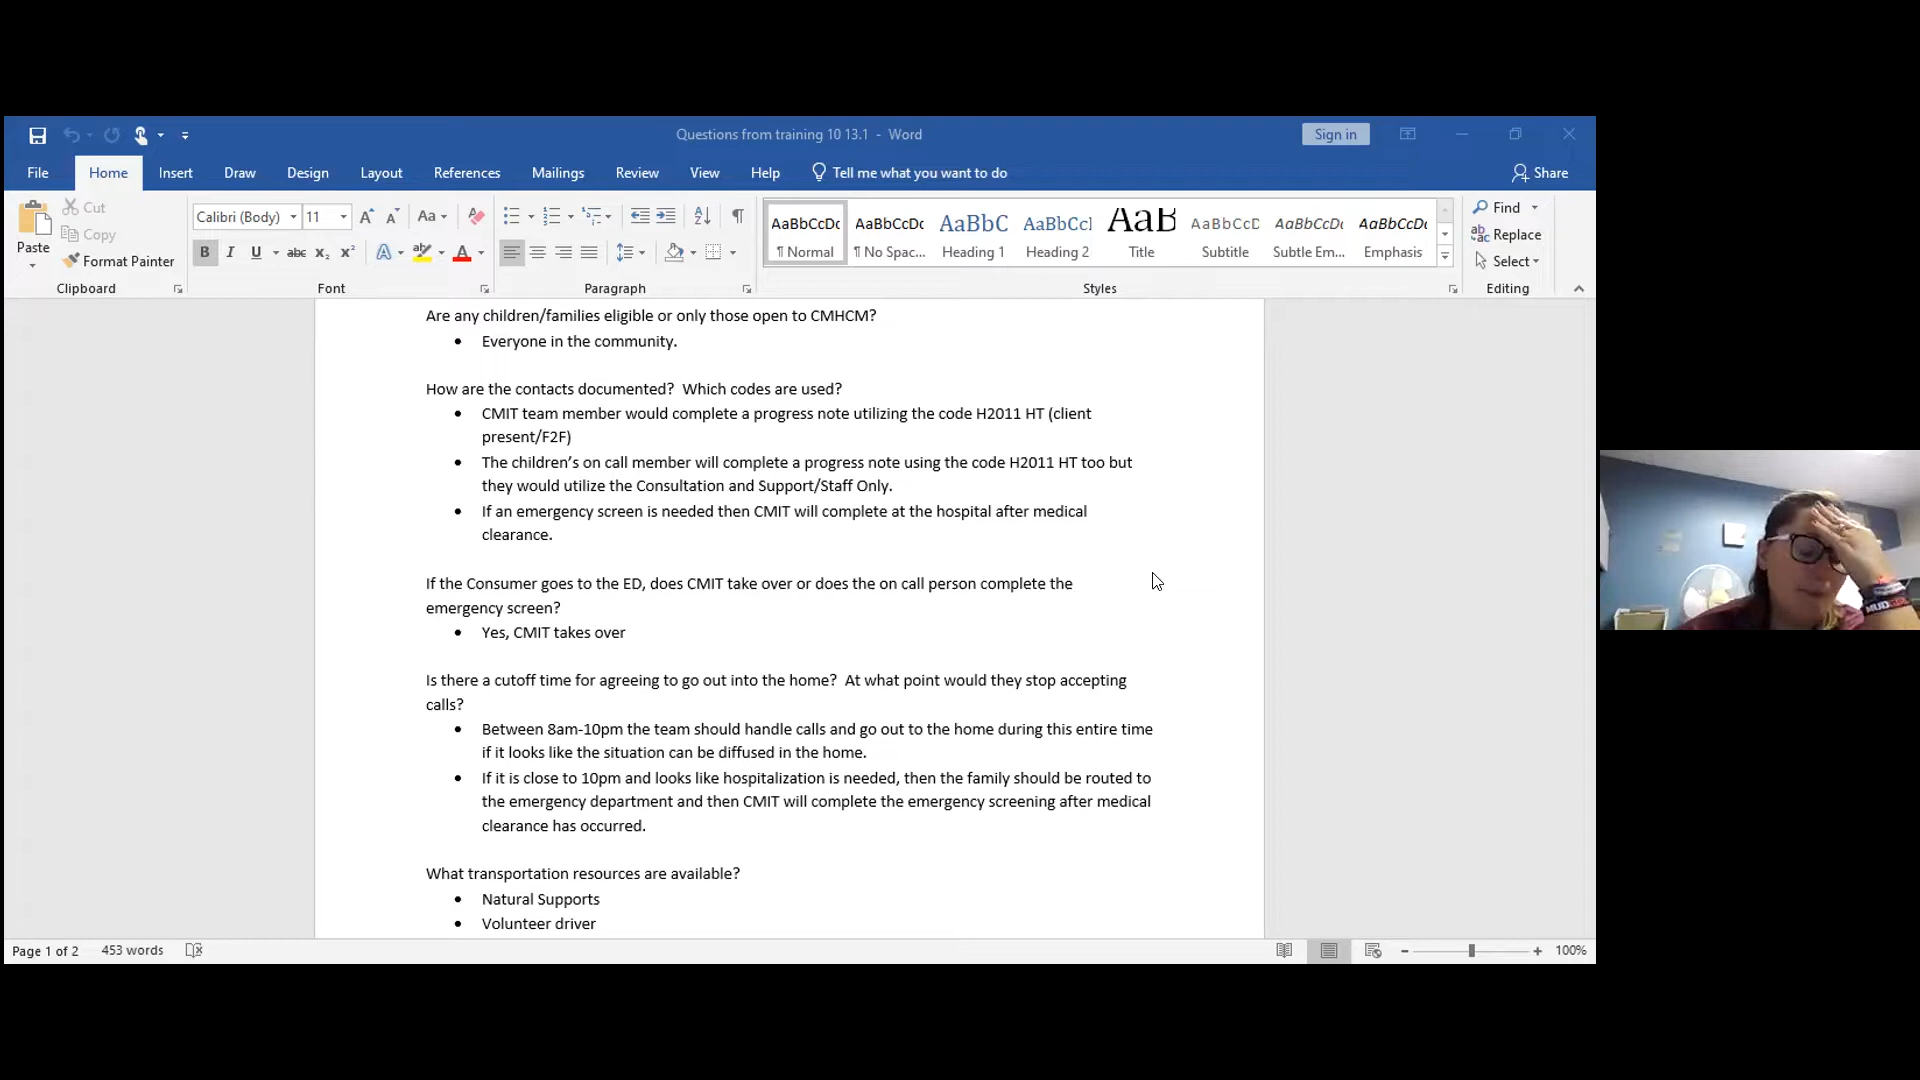 Questions from training 10 13.1 - Word
Sign in
File Home Insert Draw Design Layout References Mailings Review View Help Tell me what you want to do Share
Cut
Copy
Paste
Format Painter
Clipboard
Calibri (Body) 11
Font
Paragraph
AaBbCcDc AaBbCcDc AaBbC AaBbCcl AaB AaBbCcD AaBbCcDc AaBbCcDc
¶ Normal ¶ No Spac... Heading 1 Heading 2 Title Subtitle Subtle Em... Emphasis
Styles
Find
Replace
Select
Editing
Are any children/families eligible or only those open to CMHCM?
• Everyone in the community.
How are the contacts documented?  Which codes are used?
• CMIT team member would complete a progress note utilizing the code H2011 HT (client
present/F2F)
• The children’s on call member will complete a progress note using the code H2011 HT too but
they would utilize the Consultation and Support/Staff Only.
• If an emergency screen is needed then CMIT will complete at the hospital after medical
clearance.
If the Consumer goes to the ED, does CMIT take over or does the on call person complete the
emergency screen?
• Yes, CMIT takes over
Is there a cutoff time for agreeing to go out into the home?  At what point would they stop accepting
calls?
• Between 8am-10pm the team should handle calls and go out to the home during this entire time
if it looks like the situation can be diffused in the home.
• If it is close to 10pm and looks like hospitalization is needed, then the family should be routed to
the emergency department and then CMIT will complete the emergency screening after medical
clearance has occurred.
What transportation resources are available?
• Natural Supports
• Volunteer driver
Page 1 of 2 453 words 100%